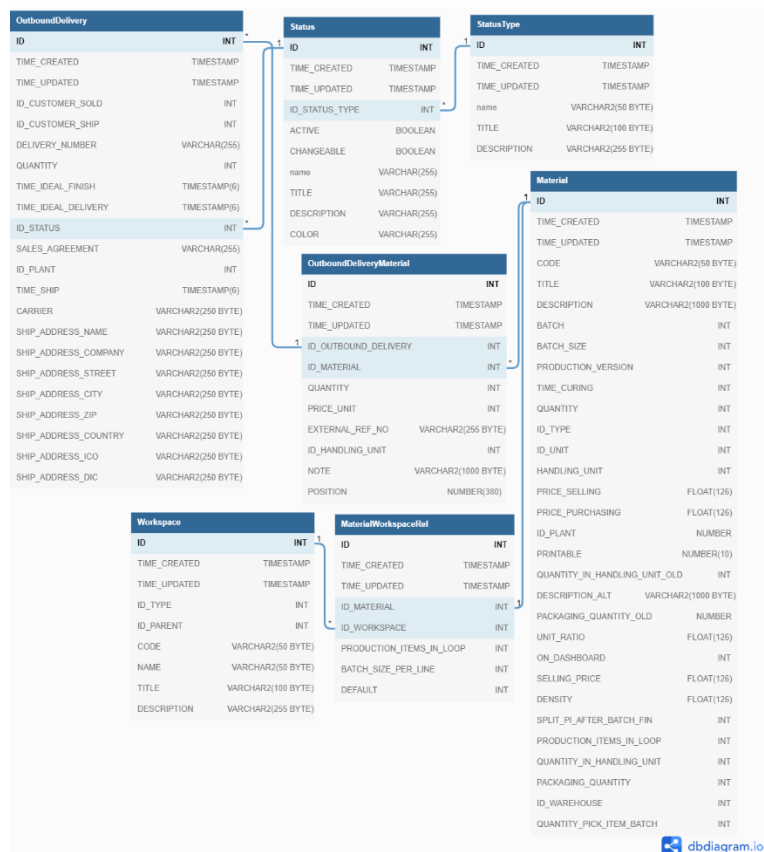 OutboundDelivery
ID INT
TIME_CREATED TIMESTAMP
TIME_UPDATED TIMESTAMP
ID_CUSTOMER_SOLD INT
ID_CUSTOMER_SHIP INT
DELIVERY_NUMBER VARCHAR(255)
QUANTITY INT
TIME_IDEAL_FINISH TIMESTAMP(6)
TIME_IDEAL_DELIVERY TIMESTAMP(6)
ID_STATUS INT
SALES_AGREEMENT VARCHAR(255)
ID_PLANT INT
TIME_SHIP TIMESTAMP(6)
CARRIER VARCHAR2(250 BYTE)
SHIP_ADDRESS_NAME VARCHAR2(250 BYTE)
SHIP_ADDRESS_COMPANY VARCHAR2(250 BYTE)
SHIP_ADDRESS_STREET VARCHAR2(250 BYTE)
SHIP_ADDRESS_CITY VARCHAR2(250 BYTE)
SHIP_ADDRESS_ZIP VARCHAR2(250 BYTE)
SHIP_ADDRESS_COUNTRY VARCHAR2(250 BYTE)
SHIP_ADDRESS_ICO VARCHAR2(250 BYTE)
SHIP_ADDRESS_DIC VARCHAR2(250 BYTE)
*
*
Status
1 ID INT
TIME_CREATED TIMESTAMP
TIME_UPDATED TIMESTAMP
ID_STATUS_TYPE INT *
ACTIVE BOOLEAN
CHANGEABLE BOOLEAN
name VARCHAR(255)
TITLE VARCHAR(255)
DESCRIPTION VARCHAR(255)
COLOR VARCHAR(255)
StatusType
1 ID INT
TIME_CREATED TIMESTAMP
TIME_UPDATED TIMESTAMP
name VARCHAR2(50 BYTE)
TITLE VARCHAR2(100 BYTE)
DESCRIPTION VARCHAR2(255 BYTE)
OutboundDeliveryMaterial
ID INT
TIME_CREATED TIMESTAMP
TIME_UPDATED TIMESTAMP
1 ID_OUTBOUND_DELIVERY INT
ID_MATERIAL INT *
QUANTITY INT
PRICE_UNIT INT
EXTERNAL_REF_NO VARCHAR2(255 BYTE)
ID_HANDLING_UNIT INT
NOTE VARCHAR2(1000 BYTE)
POSITION NUMBER(380)
Material
1 ID INT
TIME_CREATED TIMESTAMP
TIME_UPDATED TIMESTAMP
CODE VARCHAR2(50 BYTE)
TITLE VARCHAR2(100 BYTE)
DESCRIPTION VARCHAR2(1000 BYTE)
BATCH INT
BATCH_SIZE INT
PRODUCTION_VERSION INT
TIME_CURING INT
QUANTITY INT
ID_TYPE INT
ID_UNIT INT
HANDLING_UNIT INT
PRICE_SELLING FLOAT(126)
PRICE_PURCHASING FLOAT(126)
ID_PLANT NUMBER
PRINTABLE NUMBER(10)
QUANTITY_IN_HANDLING_UNIT_OLD INT
DESCRIPTION_ALT VARCHAR2(1000 BYTE)
PACKAGING_QUANTITY_OLD NUMBER
UNIT_RATIO FLOAT(126)
ON_DASHBOARD INT
SELLING_PRICE FLOAT(126)
DENSITY FLOAT(126)
SPLIT_PI_AFTER_BATCH_FIN INT
PRODUCTION_ITEMS_IN_LOOP INT
QUANTITY_IN_HANDLING_UNIT INT
PACKAGING_QUANTITY INT
ID_WAREHOUSE INT
QUANTITY_PICK_ITEM_BATCH INT
Workspace
ID INT 1
TIME_CREATED TIMESTAMP
TIME_UPDATED TIMESTAMP
ID_TYPE INT
ID_PARENT INT
CODE VARCHAR2(50 BYTE)
NAME VARCHAR2(50 BYTE)
TITLE VARCHAR2(100 BYTE)
DESCRIPTION VARCHAR2(255 BYTE)
MaterialWorkspaceRel
ID INT
TIME_CREATED TIMESTAMP
TIME_UPDATED TIMESTAMP
ID_MATERIAL INT 1
* ID_WORKSPACE INT
PRODUCTION_ITEMS_IN_LOOP INT
BATCH_SIZE_PER_LINE INT
DEFAULT INT
dbdiagram.io